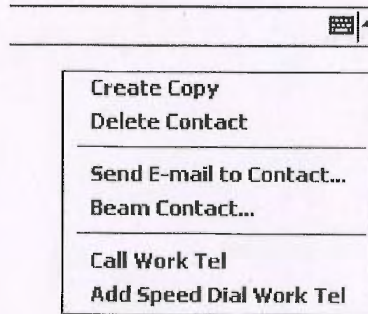 Create Copy
Delete Contact
Send E-mail to Contact...
Beam Contact...
Call Work Tel
Add Speed Dial Work Tel